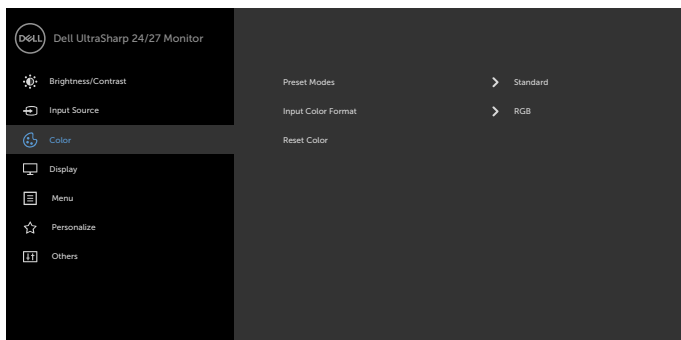 DELL Dell UltraSharp 24/27 Monitor
Brightness/Contrast
Input Source
Color
Display
Menu
Personalize
Others
Preset Modes Standard
Input Color Format RGB
Reset Color